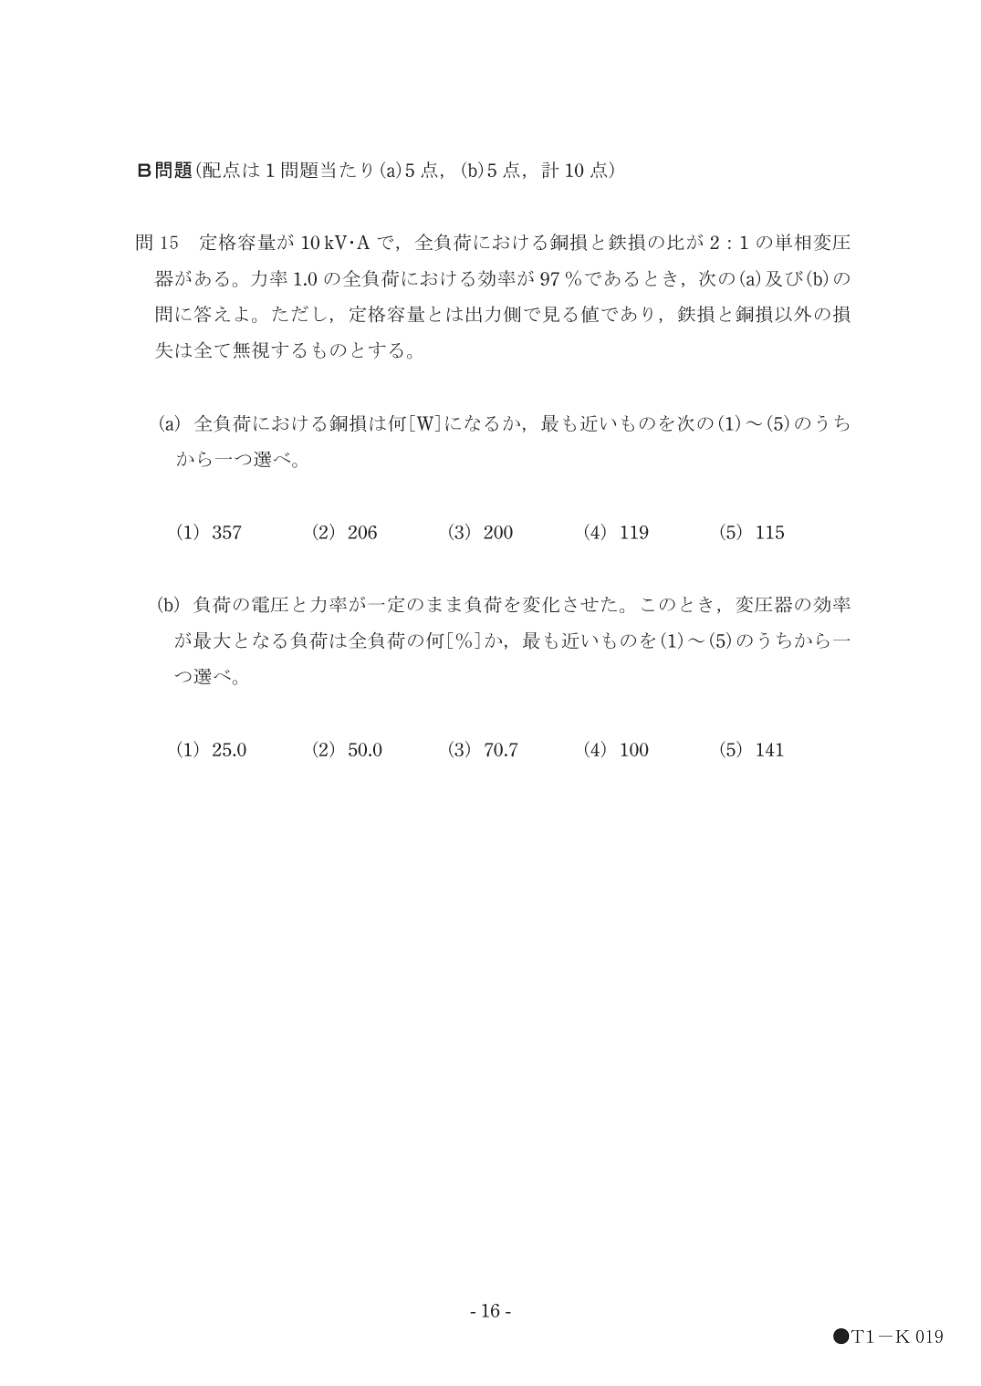 B問題(配点は1問題当たり(a)5点，(b)5点，計10点)
問15　定格容量が10 kV･Aで，全負荷における銅損と鉄損の比が2：1の単相変圧
器がある。力率1.0の全負荷における効率が97 %であるとき，次の(a)及び(b)の
問に答えよ。ただし，定格容量とは出力側で見る値であり，鉄損と銅損以外の損
失は全て無視するものとする。
(a) 全負荷における銅損は何[W]になるか，最も近いものを次の(1)～(5)のうち
から一つ選べ。
(1) 357　(2) 206　(3) 200　(4) 119　(5) 115
(b) 負荷の電圧と力率が一定のまま負荷を変化させた。このとき，変圧器の効率
が最大となる負荷は全負荷の何[%]か，最も近いものを(1)～(5)のうちから一
つ選べ。
(1) 25.0　(2) 50.0　(3) 70.7　(4) 100　(5) 141
- 16 -
●T1－K 019